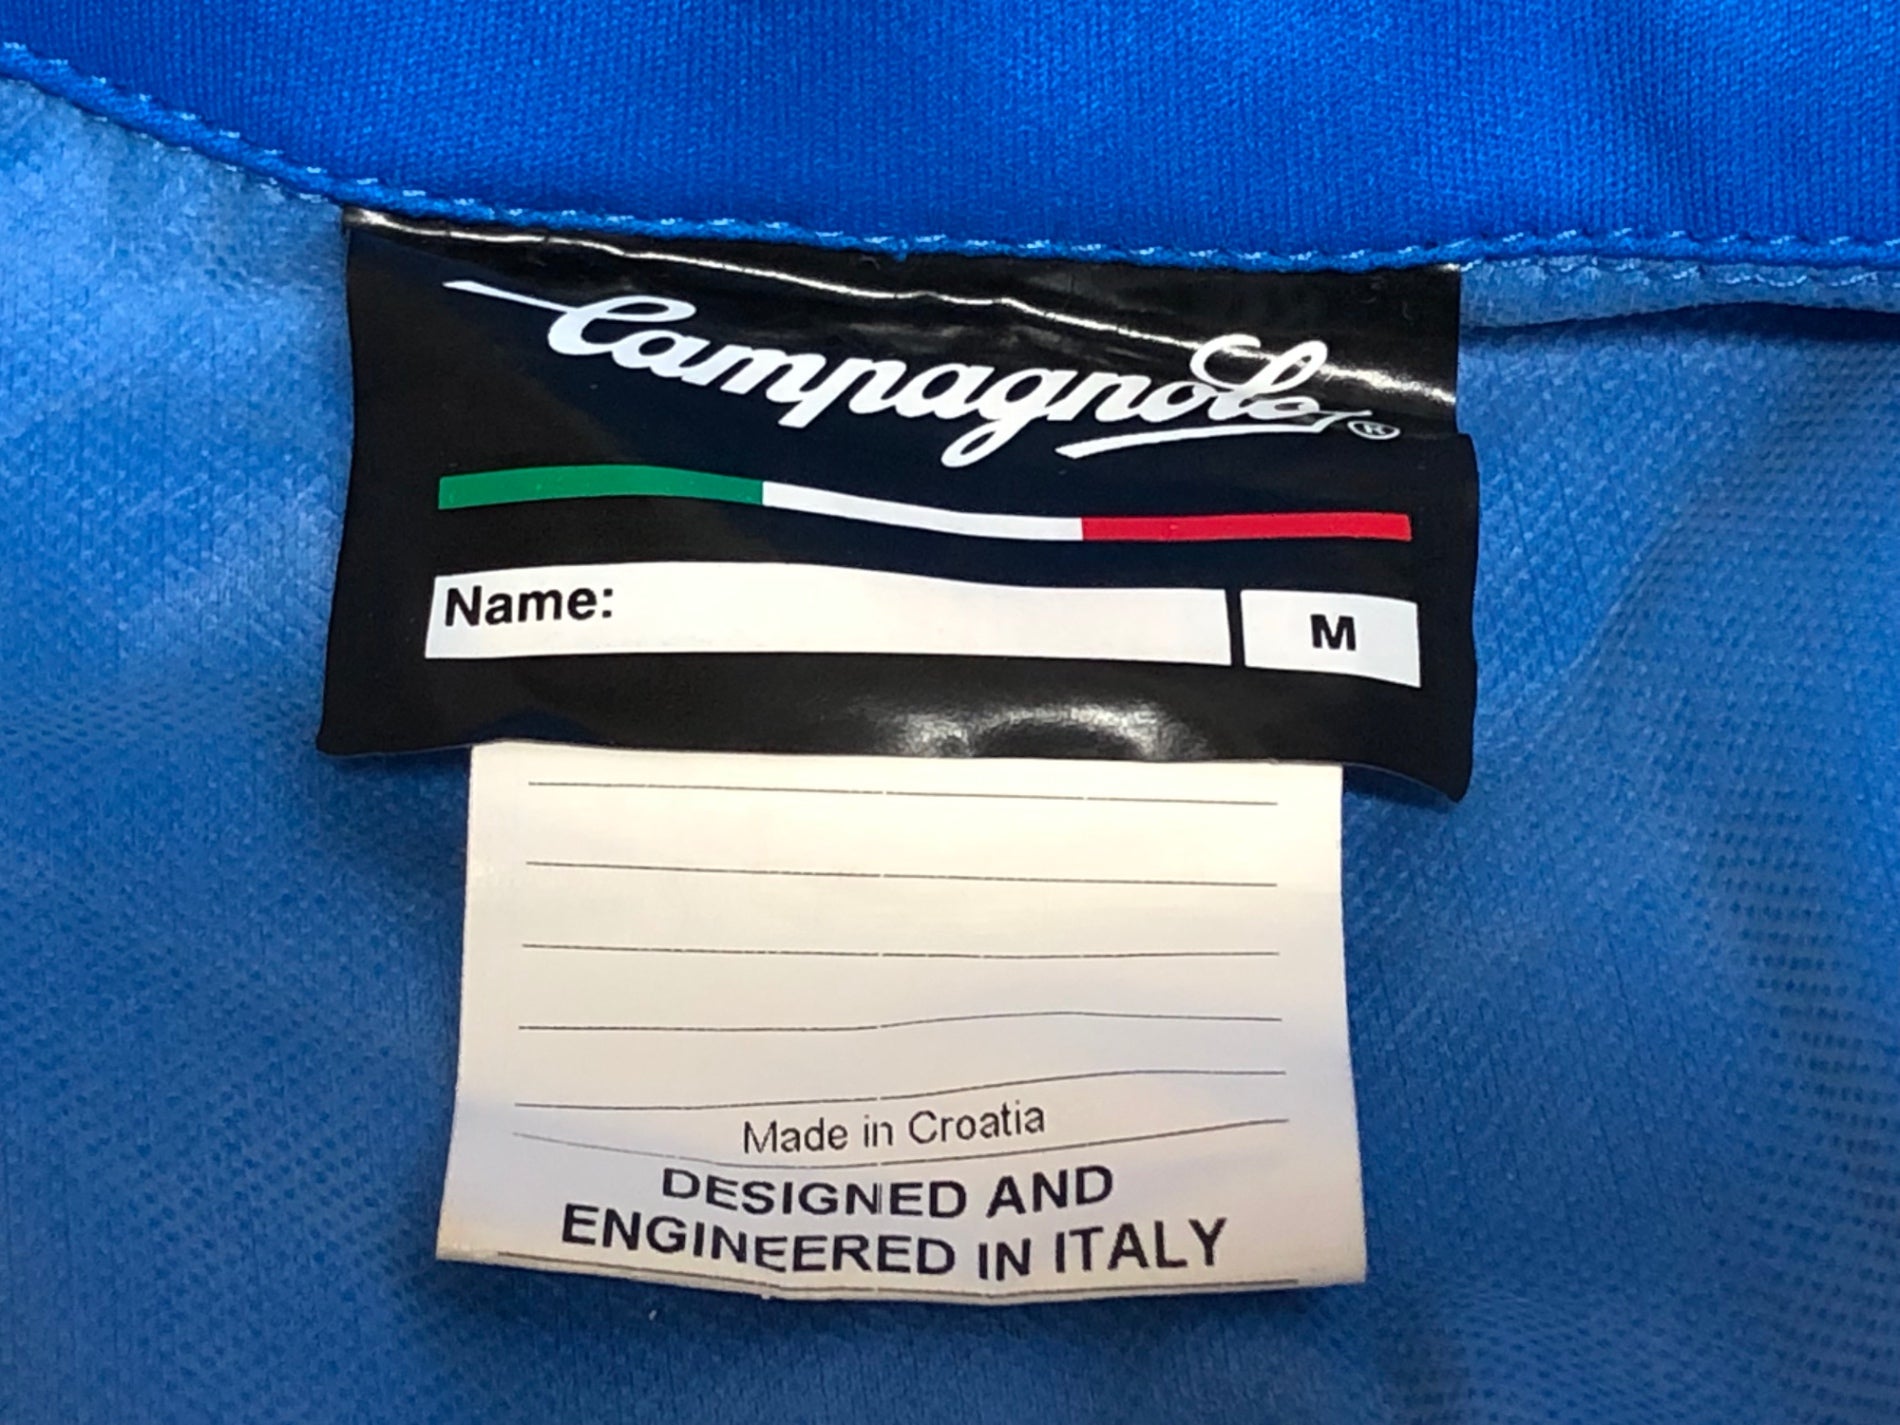 Campagnolo®
Name: M
Made in Croatia
DESIGNED AND
ENGINEERED IN ITALY